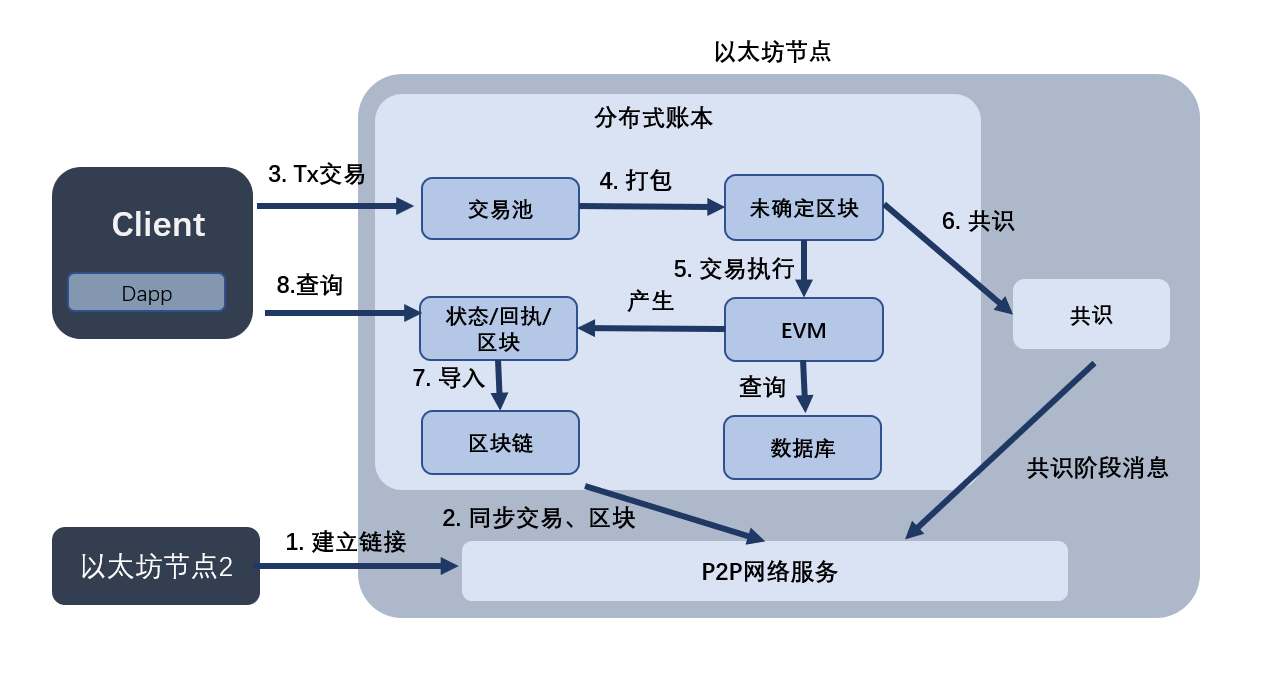 以太坊节点
分布式账本
3. Tx交易
交易池
4. 打包
未确定区块
6. 共识
Client
Dapp
5. 交易执行
8.查询
状态/回执/
区块
产生
EVM
共识
7. 导入
查询
区块链
数据库
共识阶段消息
2. 同步交易、区块
1. 建立链接
以太坊节点2
P2P网络服务